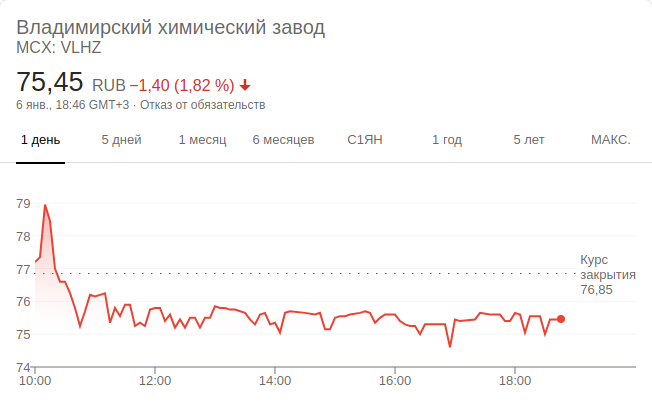 Владимирский химический завод
MCX: VLHZ
75,45 RUB −1,40 (1,82 %)
6 янв., 18:46 GMT+3 · Отказ от обязательств
1 день 5 дней 1 месяц 6 месяцев С1ЯН 1 год 5 лет МАКС.
79
78
77
76
75
74
Курс
закрытия
76,85
10:00 12:00 14:00 16:00 18:00